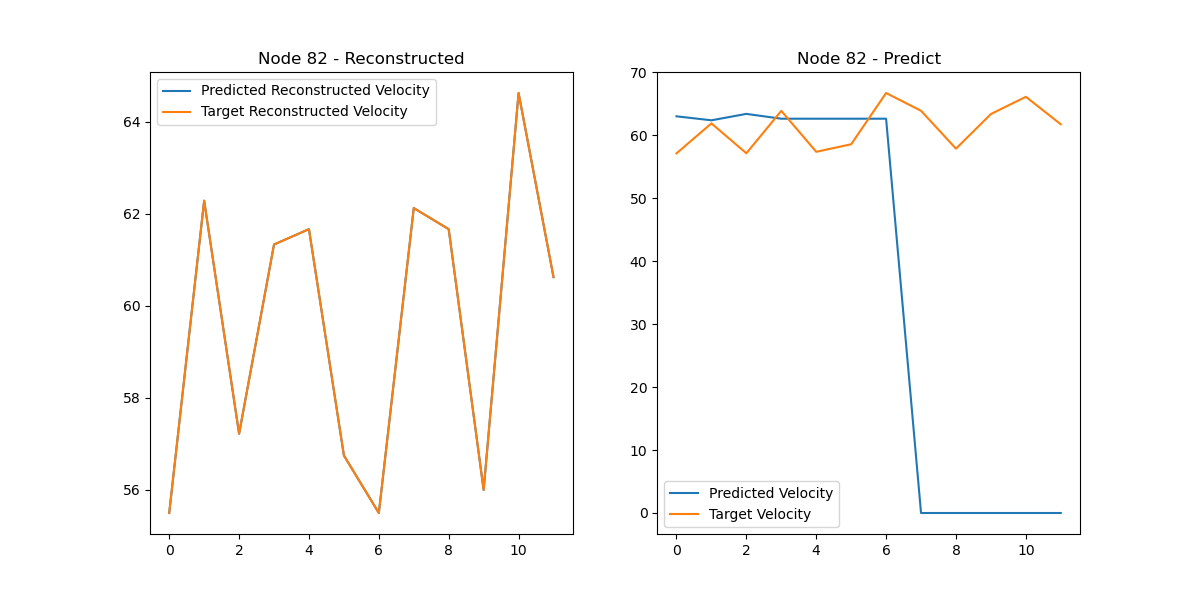 Node 82 - Reconstructed
Predicted Reconstructed Velocity
Target Reconstructed Velocity
64
62
60
58
56
0 2 4 6 8 10
Node 82 - Predict
70
60
50
40
30
20
10
0
Predicted Velocity
Target Velocity
0 2 4 6 8 10